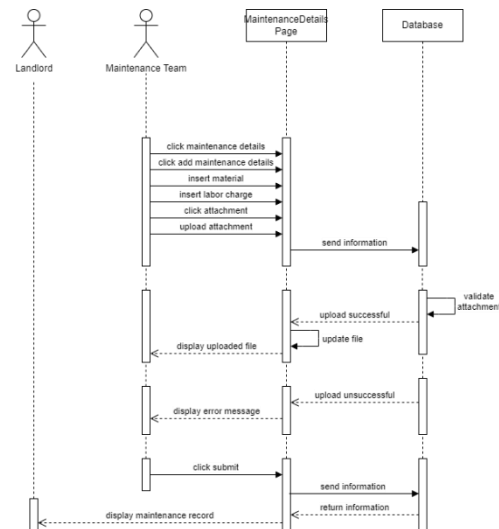 MaintenanceDetails
Page
Database
Landlord
Maintenance Team
click maintenance details
click add maintenance details
insert material
insert labor charge
click attachment
upload attachment
send information
validate
attachment
upload successful
update file
display uploaded file
upload unsuccessful
display error message
click submit
send information
return information
display maintenance record